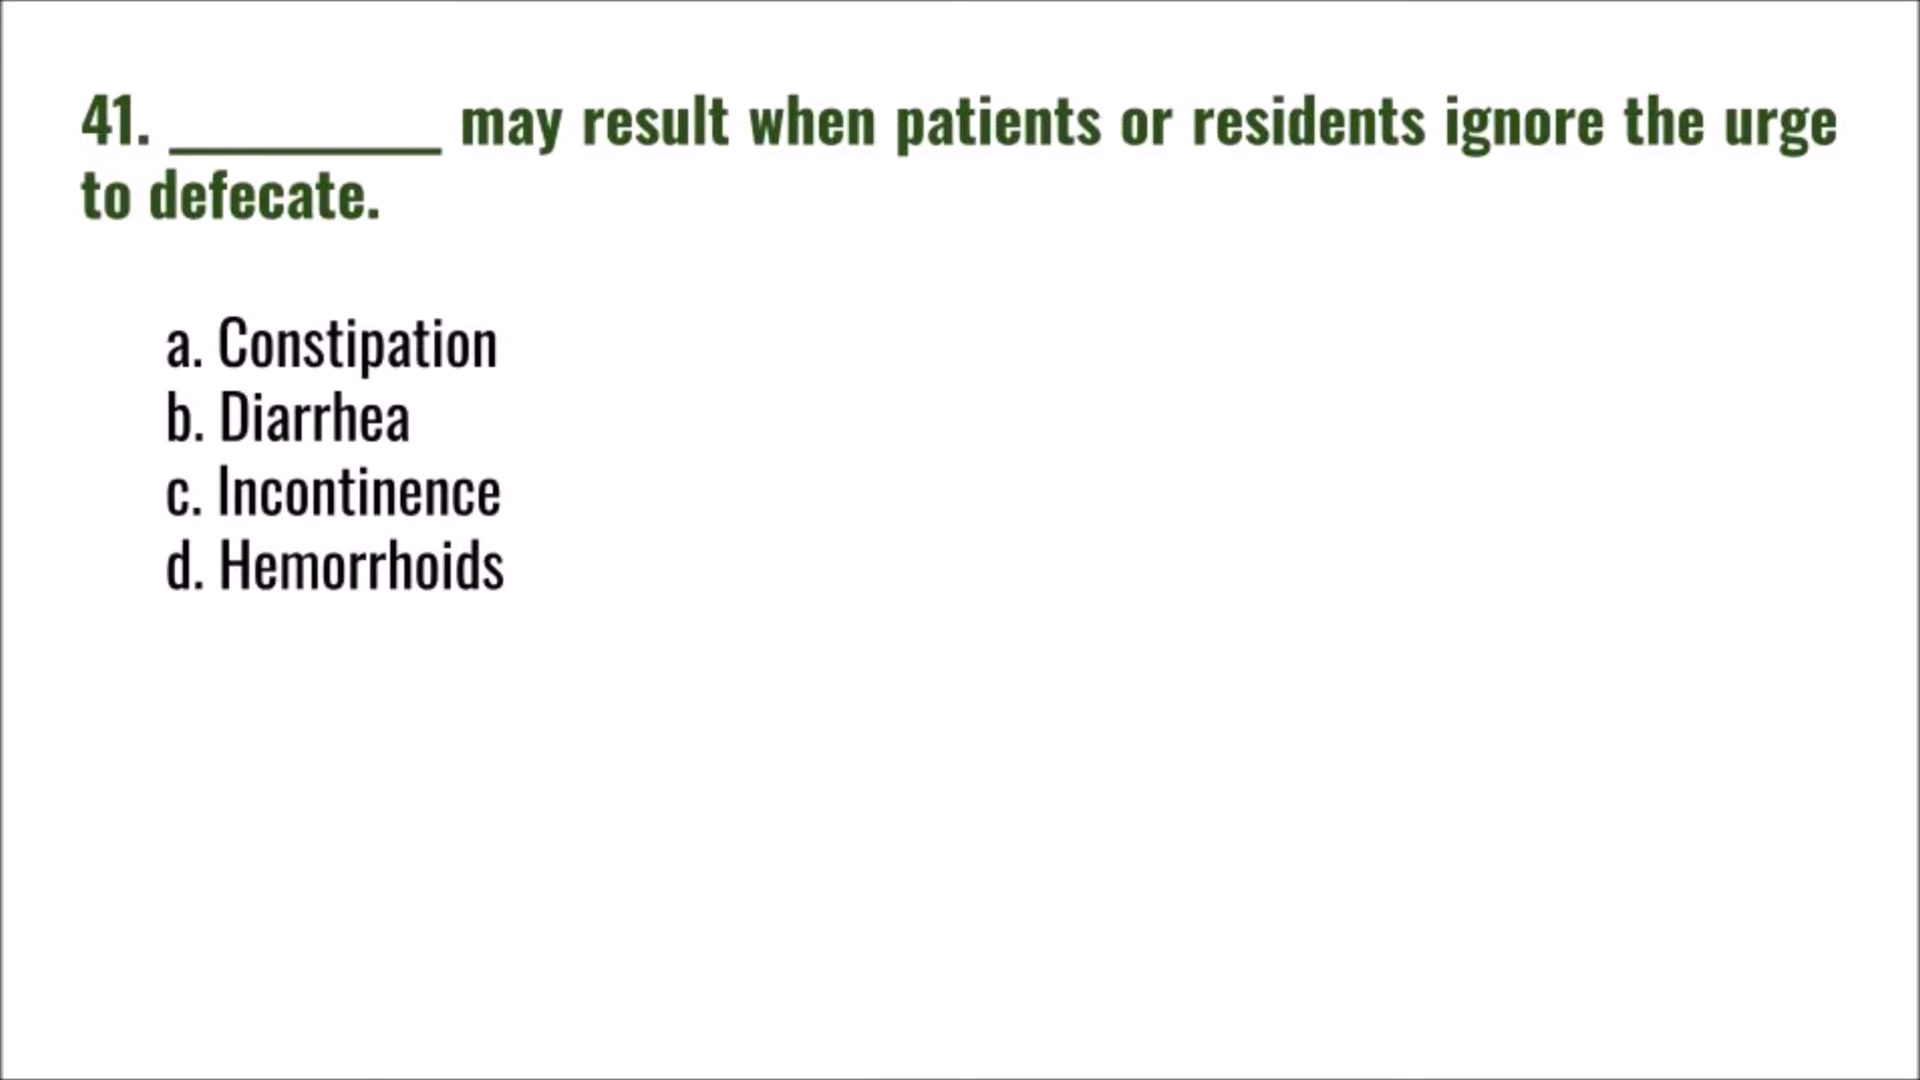 41. _________ may result when patients or residents ignore the urge
to defecate.
a. Constipation
b. Diarrhea
c. Incontinence
d. Hemorrhoids